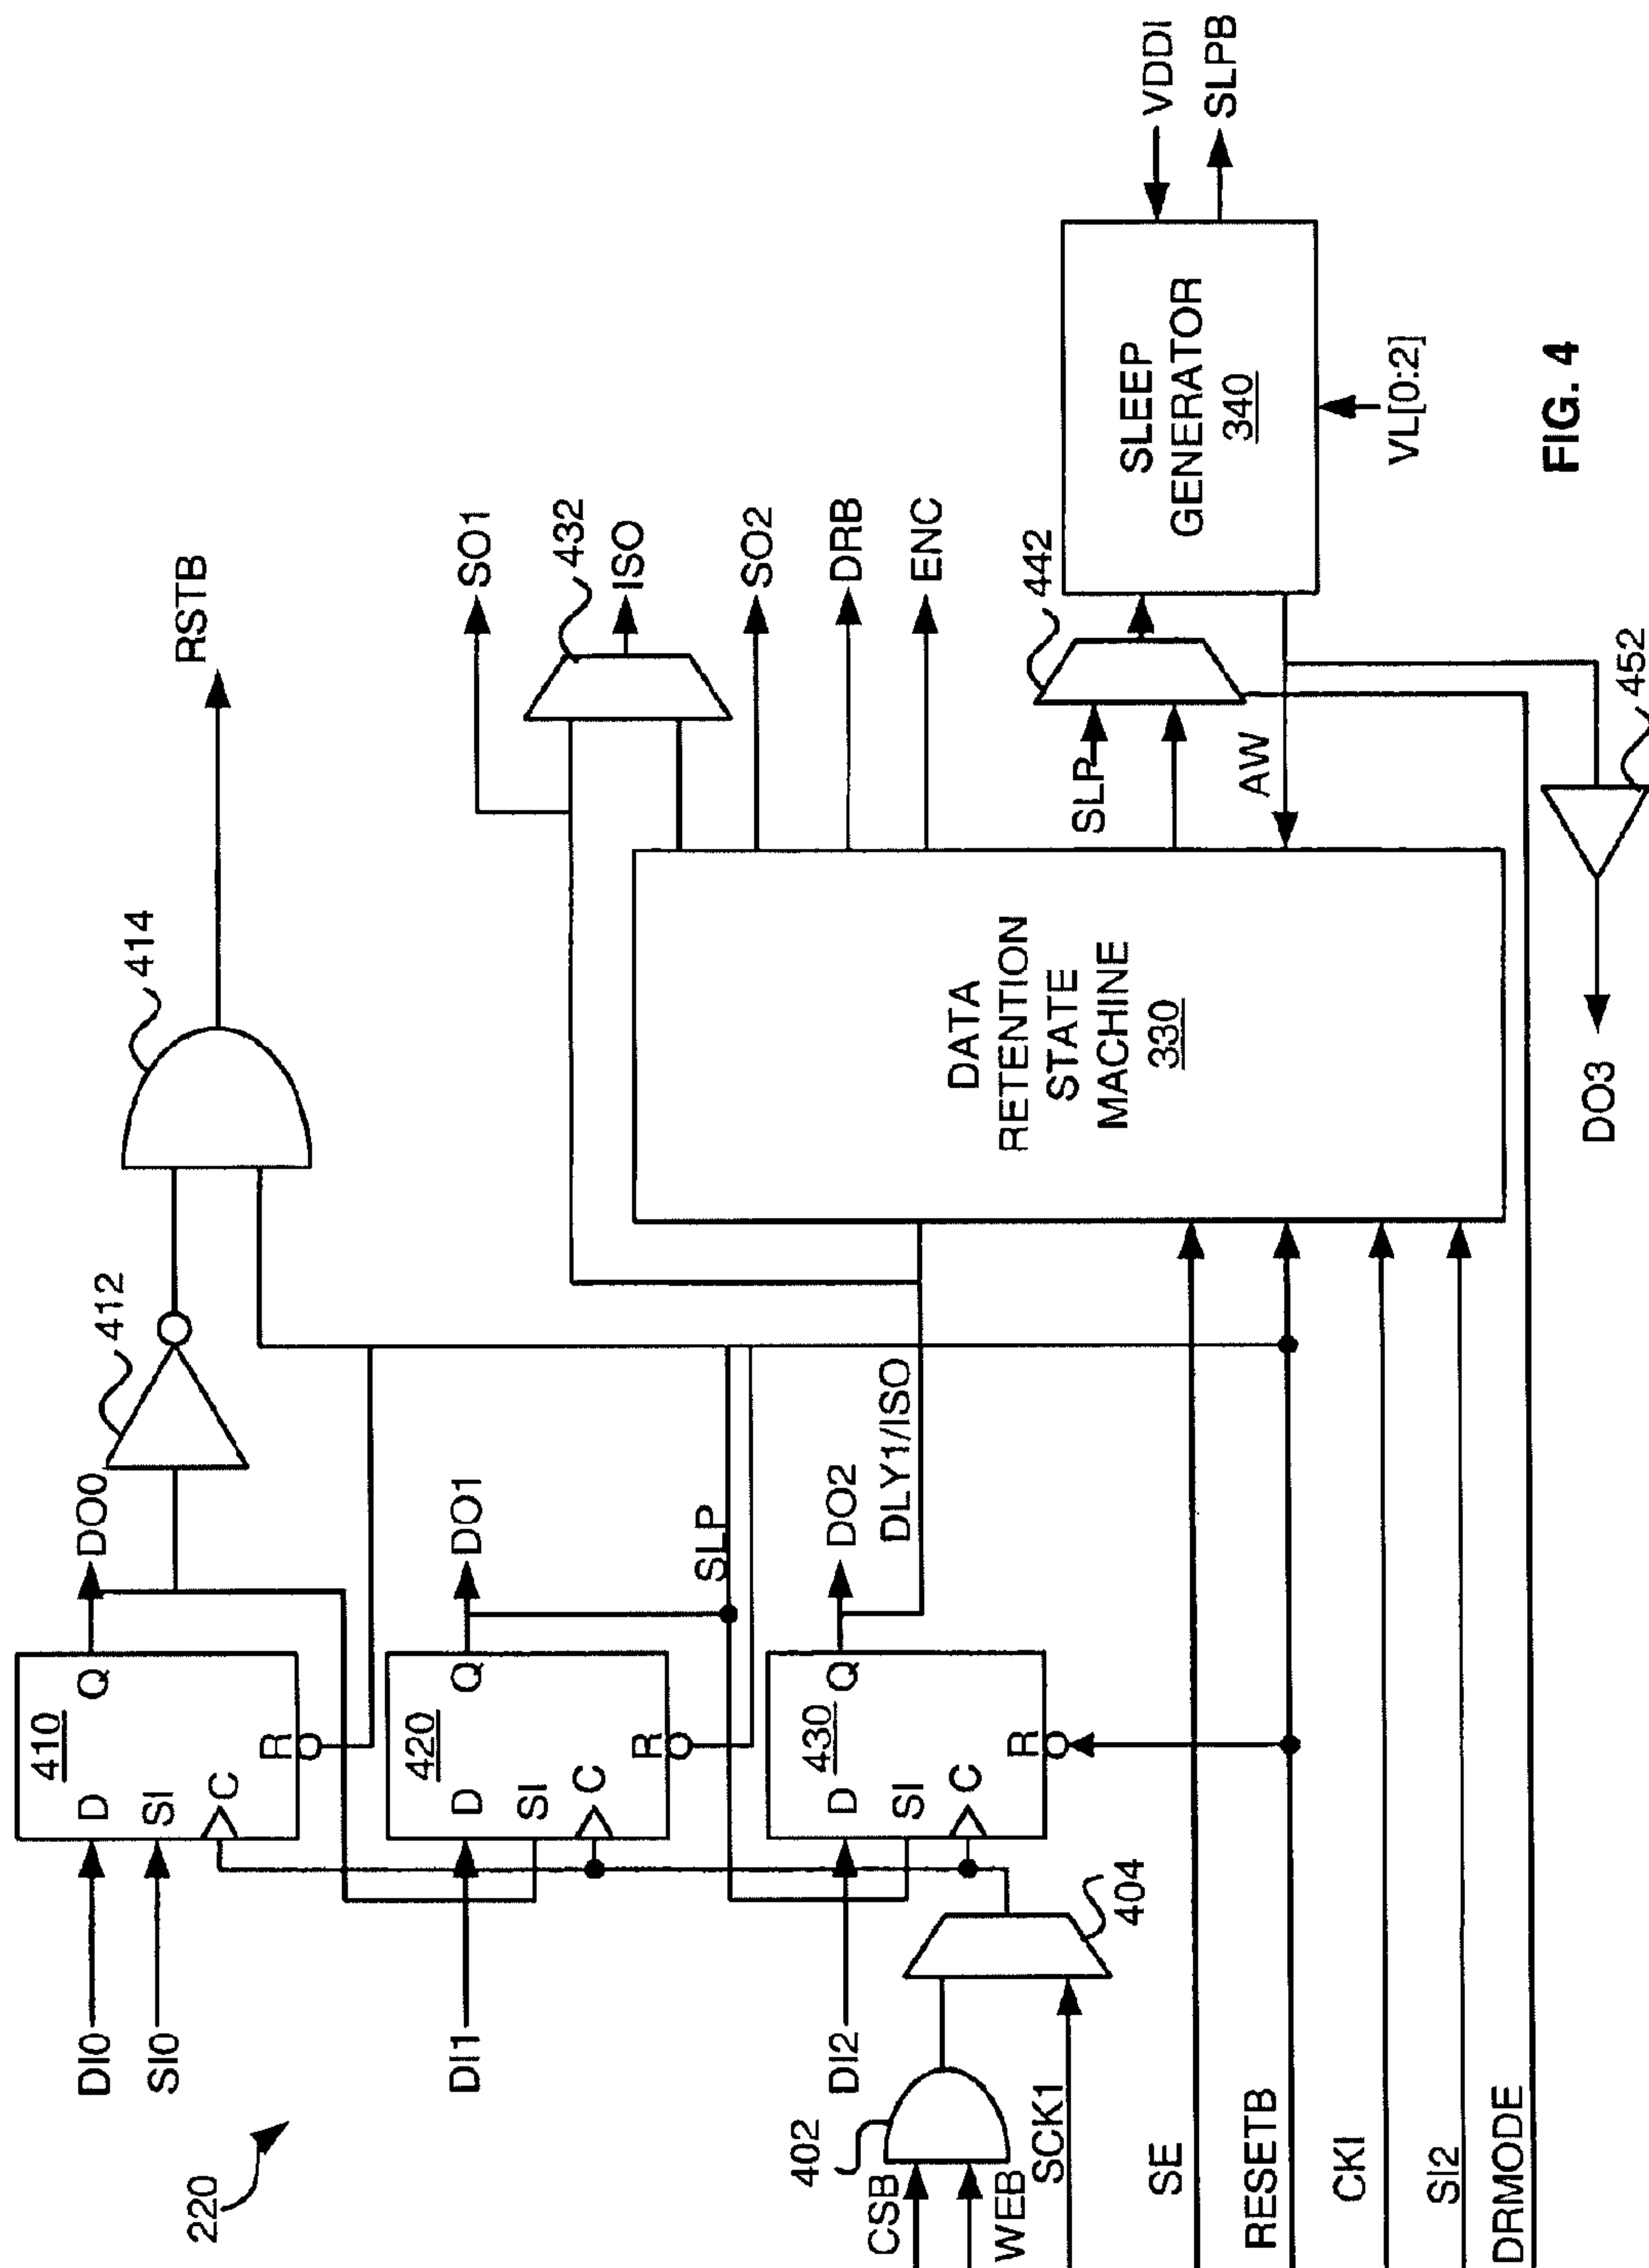 220
DI0
SI0
DI1
DI2
402
CSB
WEB
SCK1
SE
RESETB
CKI
SI2
DRMODE
404
410
D
Q
SI
C
R
420
D
Q
SI
C
R
430
D
Q
SI
C
R
DO0
412
DO1
SLP
DO2
DLY1/ISO
414
RSTB
DATA
RETENTION
STATE
MACHINE
330
SO1
432
ISO
SO2
DRB
ENC
442
SLP
AW
SLEEP
GENERATOR
340
VDDI
SLPB
VL[0:2]
452
DO3
FIG. 4